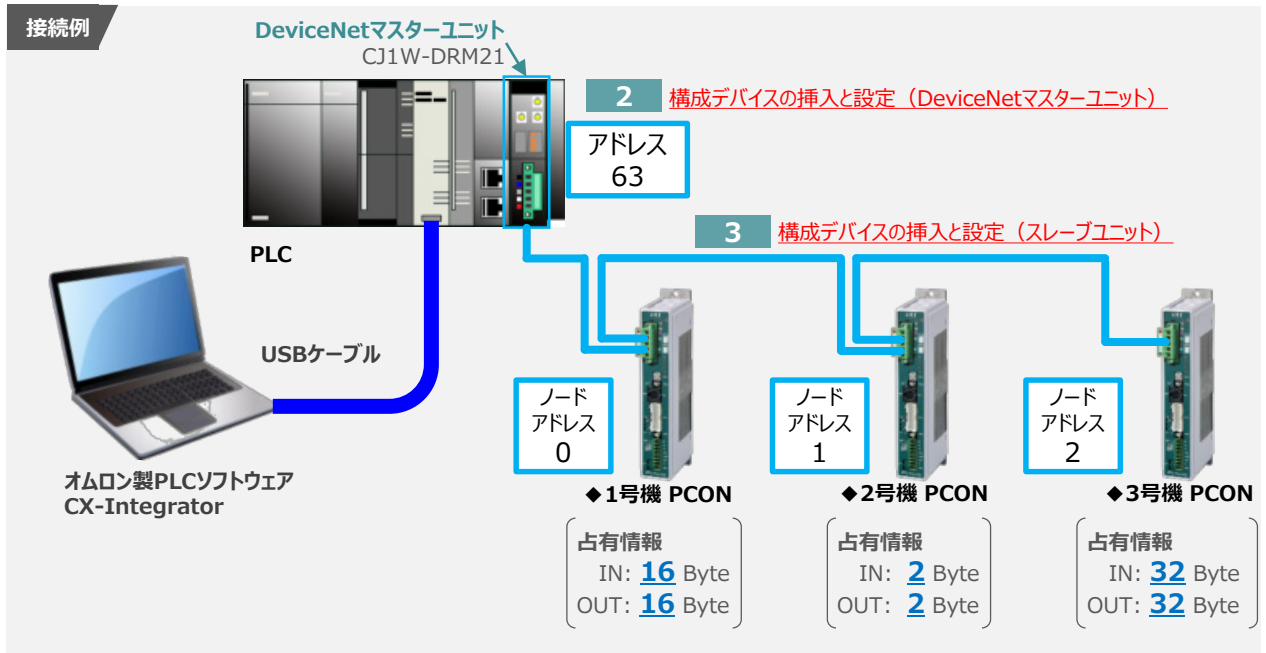 接続例
DeviceNetマスターユニット
CJ1W-DRM21
2 構成デバイスの挿入と設定（DeviceNetマスターユニット）
アドレス
63
3 構成デバイスの挿入と設定（スレーブユニット）
PLC
USBケーブル
オムロン製PLCソフトウェア
CX-Integrator
ノード
アドレス
0
◆1号機 PCON
占有情報
IN: 16 Byte
OUT: 16 Byte
ノード
アドレス
1
◆2号機 PCON
占有情報
IN: 2 Byte
OUT: 2 Byte
ノード
アドレス
2
◆3号機 PCON
占有情報
IN: 32 Byte
OUT: 32 Byte